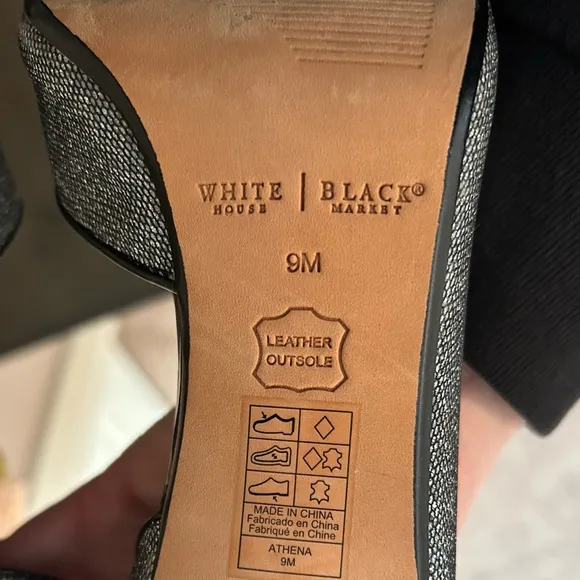 WHITE | BLACK®
HOUSE MARKET
9M
LEATHER
OUTSOLE
MADE IN CHINA
Fabricado en China
Fabriqué en Chine
ATHENA
9M